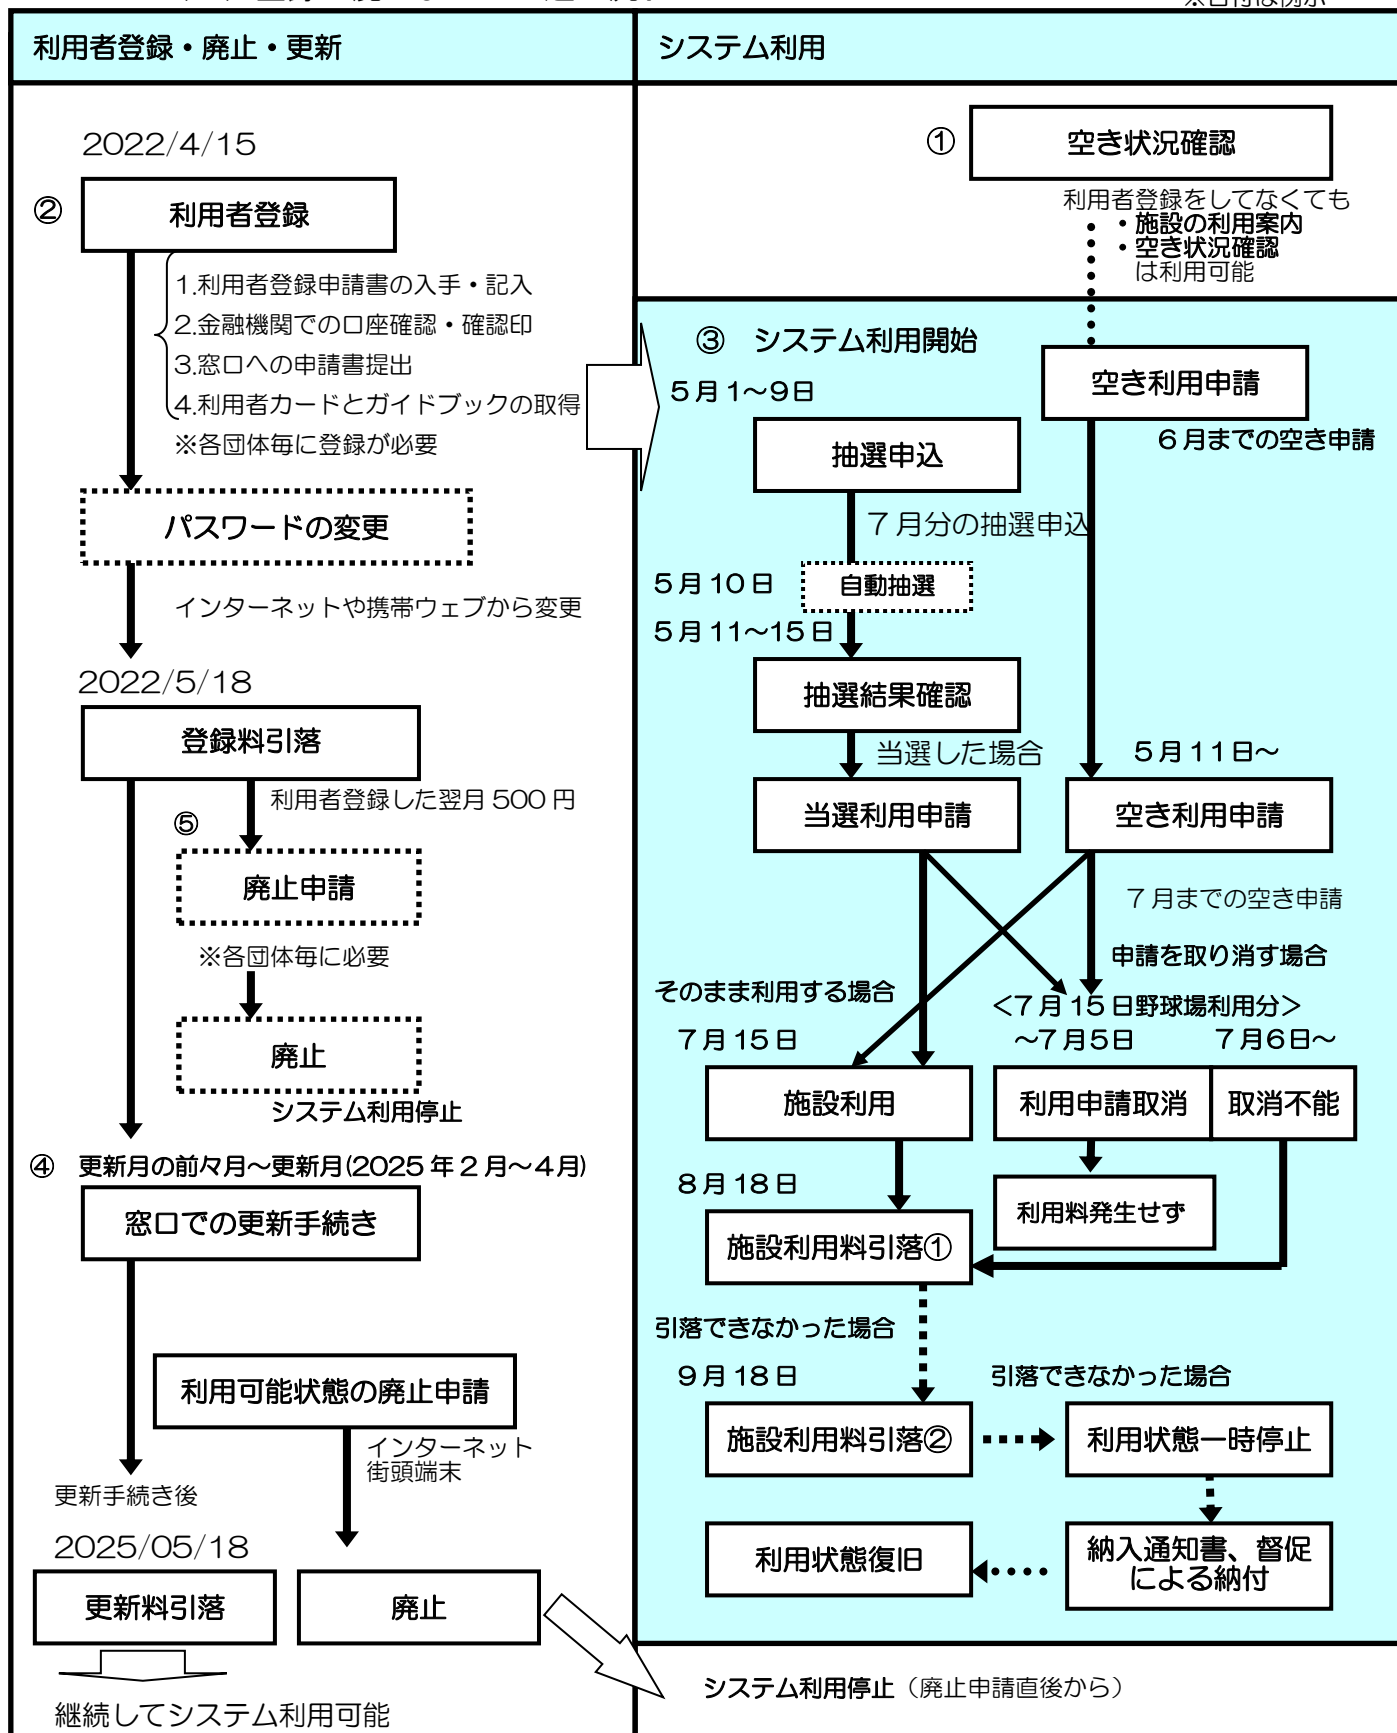 ※日付は例示
利用者登録・廃止・更新
システム利用
2022/4/15
②
利用者登録
1.利用者登録申請書の入手・記入
2.金融機関での口座確認・確認印
3.窓口への申請書提出
4.利用者カードとガイドブックの取得
※各団体毎に登録が必要
パスワードの変更
インターネットや携帯ウェブから変更
2022/5/18
登録料引落
利用者登録した翌月500円
⑤
廃止申請
※各団体毎に必要
廃止
システム利用停止
④ 更新月の前々月～更新月(2025年2月～4月)
窓口での更新手続き
利用可能状態の廃止申請
インターネット
街頭端末
更新手続き後
2025/05/18
更新料引落
廃止
継続してシステム利用可能
①
空き状況確認
利用者登録をしてなくても
・施設の利用案内
・空き状況確認
は利用可能
③ システム利用開始
5月1～9日
空き利用申請
6月までの空き申請
抽選申込
7月分の抽選申込
5月10日
自動抽選
5月11～15日
抽選結果確認
当選した場合
5月11日～
当選利用申請
空き利用申請
7月までの空き申請
申請を取り消す場合
そのまま利用する場合
<7月15日野球場利用分>
7月15日
～7月5日
7月6日～
施設利用
利用申請取消
取消不能
8月18日
利用料発生せず
施設利用料引落①
引落できなかった場合
9月18日
引落できなかった場合
施設利用料引落②
利用状態一時停止
利用状態復旧
納入通知書、督促
による納付
システム利用停止（廃止申請直後から）